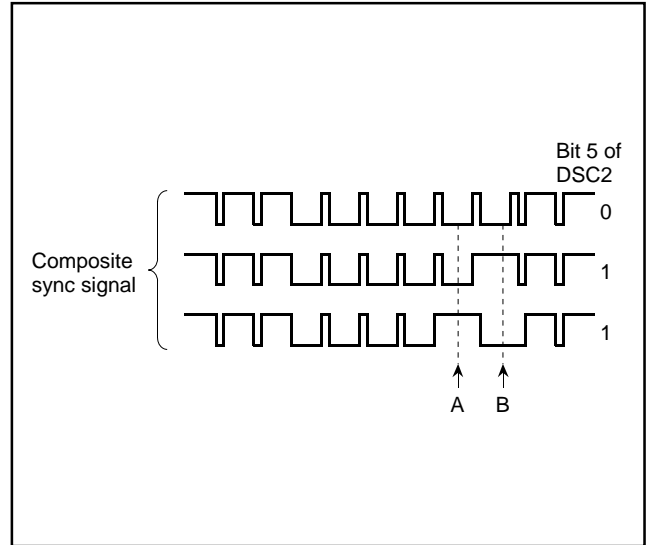 Bit 5 of
DSC2
0
Composite
sync signal
1
1
A B